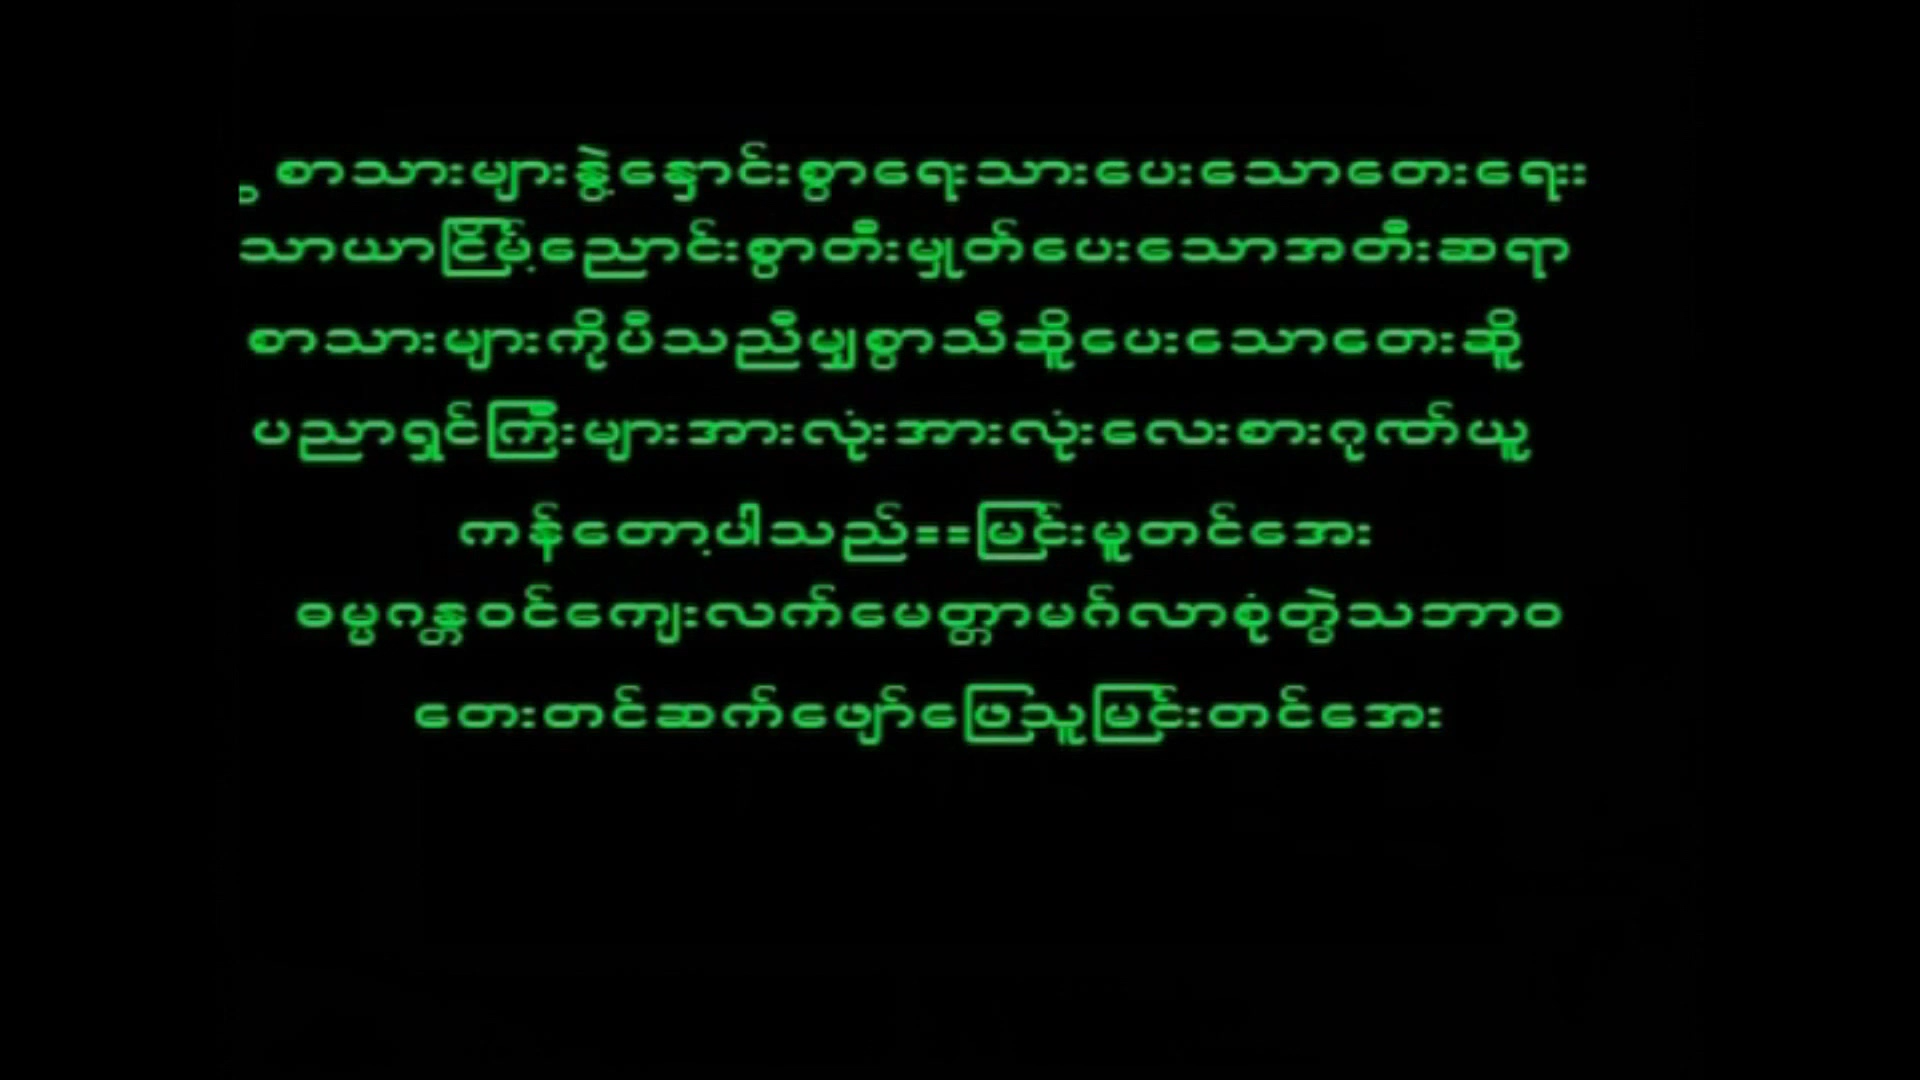 စာသားများနွဲ့နှောင်းစွာရေးသားပေးသောတေးရေးး
သာယာငြိမ့်ညောင်းစွာတီးမှုတ်ပေးသောအတီးဆရာ
စာသားများကိုပီသညီမျှစွာသီဆိုပေးသောတေးဆို
ပညာရှင်ကြီးများအားလုံးအားလုံးလေးစားဂုဏ်ယူ
ကန်တော့ပါသည်==မြင်းမူတင်အေး
ဓမ္မဂန္တဝင်ကျေးလက်မေတ္တာမင်္ဂလာစုံတွဲသဘာဝ
တေးတင်ဆက်ဖျော်ဖြေသူမြင်းတင်အေး